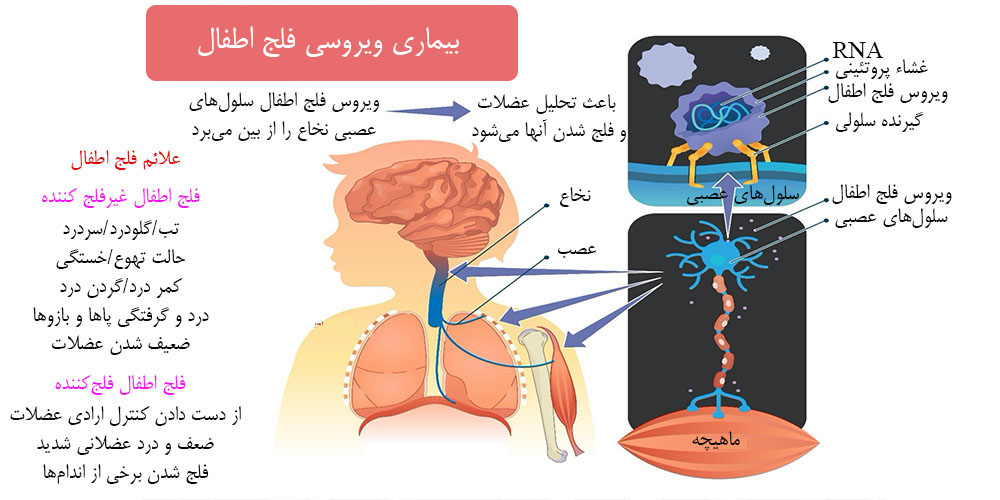 بیماری ویروسی فلج اطفال
ویروس فلج اطفال سلول‌های
عصبی نخاع را از بین می‌برد
باعث تحلیل عضلات
و فلج شدن آنها می‌شود
علائم فلج اطفال
فلج اطفال غیرفلج کننده
تب/گلودرد/سردرد
حالت تهوع/خستگی
کمر درد/گردن درد
درد و گرفتگی پاها و بازوها
ضعیف شدن عضلات
فلج اطفال فلج‌کننده
از دست دادن کنترل ارادی عضلات
ضعف و درد عضلانی شدید
فلج شدن برخی از اندام‌ها
نخاع
عصب
RNA
غشاء پروتئینی
ویروس فلج اطفال
گیرنده سلولی
سلول‌های عصبی
ویروس فلج اطفال
سلول‌های عصبی
ماهیچه